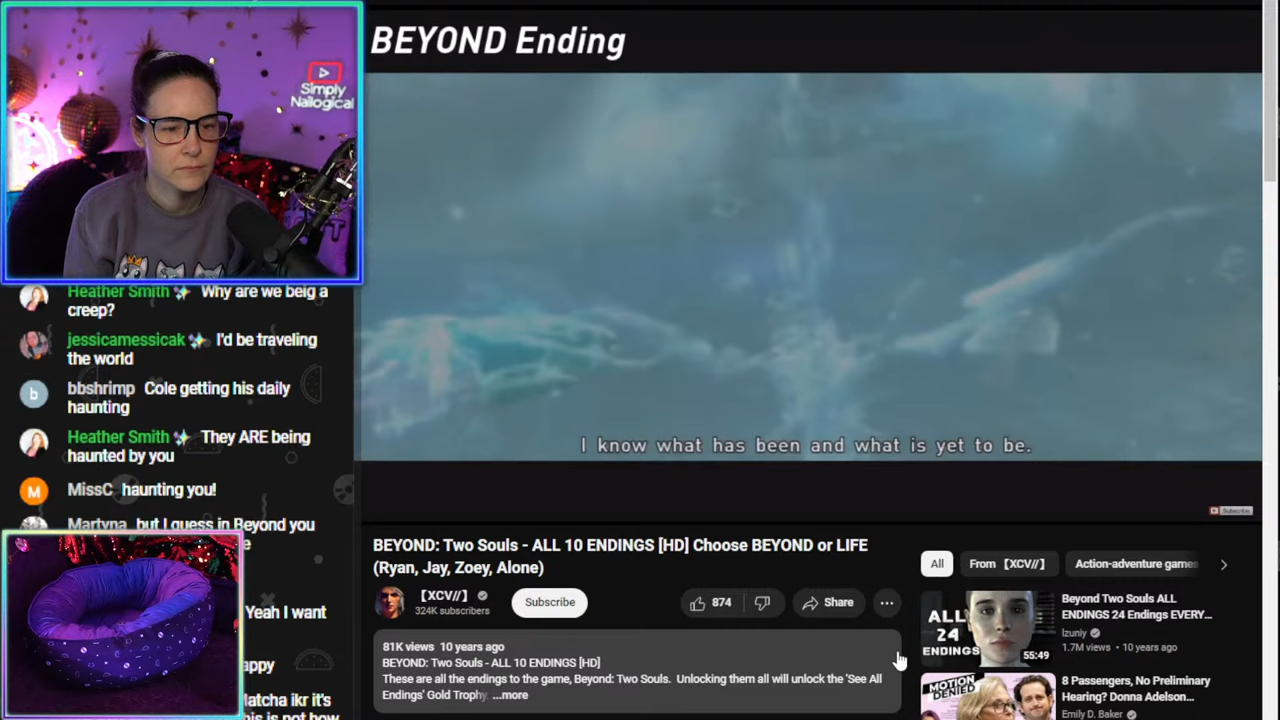 BEYOND Ending
Simply
Nailogical
I know what has been and what is yet to be.
Subscribe
Heather Smith Why are we beig a
creep?
jessicamessicak I'd be traveling
the world
b
bbshrimp Cole getting his daily
haunting
Heather Smith They ARE being
haunted by you
M
MissC haunting you!
Martyna but I guess in Beyond you
Yeah I want
BEYOND: Two Souls - ALL 10 ENDINGS [HD] Choose BEYOND or LIFE
(Ryan, Jay, Zoey, Alone)
【XCV//】
324K subscribers
Subscribe
874
Share
81K views 10 years ago
BEYOND: Two Souls - ALL 10 ENDINGS [HD]
These are all the endings to the game, Beyond: Two Souls. Unlocking them all will unlock the 'See All
Endings' Gold Trophy. ...more
All
From 【XCV//】
Action-adventure games
ALL
24
ENDINGS
55:49
Beyond Two Souls ALL
ENDINGS 24 Endings EVERY...
Izuniy
1.7M views · 10 years ago
MOTION
DENIED
8 Passengers, No Preliminary
Hearing? Donna Adelson...
Emily D. Baker